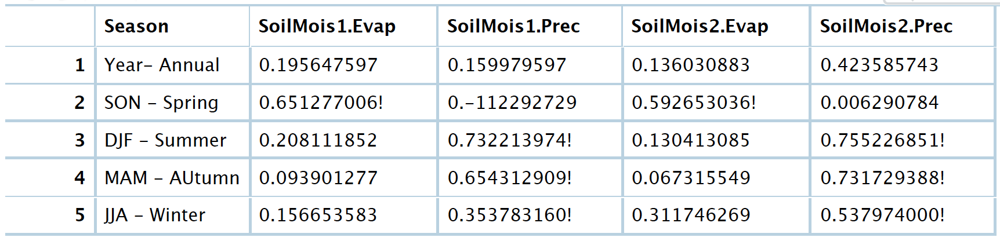 Season SoilMois1.Evap SoilMois1.Prec SoilMois2.Evap SoilMois2.Prec
1 Year- Annual 0.195647597 0.159979597 0.136030883 0.423585743
2 SON - Spring 0.651277006! 0.-112292729 0.592653036! 0.006290784
3 DJF - Summer 0.208111852 0.732213974! 0.130413085 0.755226851!
4 MAM - AUtumn 0.093901277 0.654312909! 0.067315549 0.731729388!
5 JJA - Winter 0.156653583 0.353783160! 0.311746269 0.537974000!